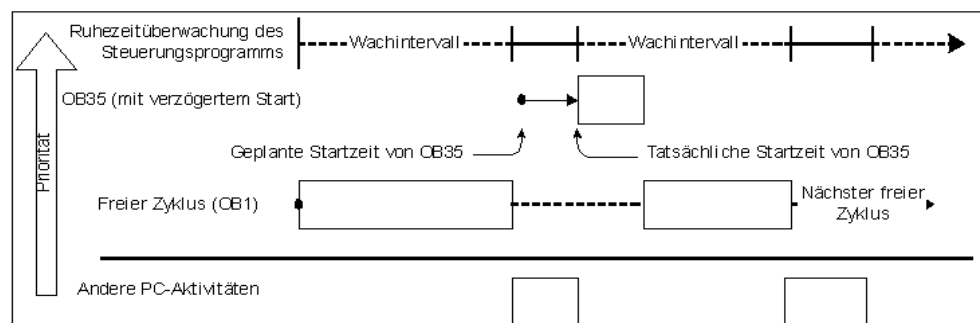 Ruhezeitüberwachung des
Steuerungsprogramms
Wachintervall
Wachintervall
OB35 (mit verzögertem Start)
Geplante Startzeit von OB35
Tatsächliche Startzeit von OB35
Priorität
Freier Zyklus (OB1)
Nächster freier
Zyklus
Andere PC-Aktivitäten